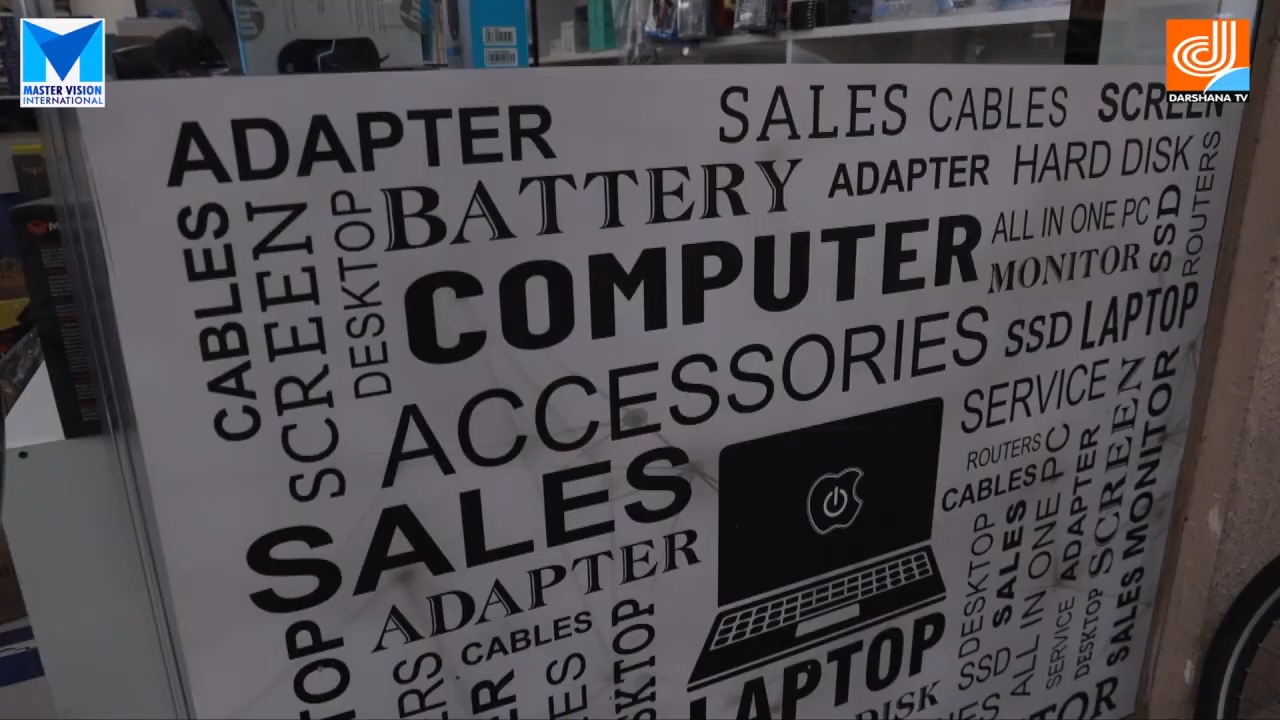 MASTER VISION
INTERNATIONAL
DARSHANA TV
ADAPTER
SALES
CABLES
SCREEN
BATTERY
ADAPTER
HARD DISK
CABLES
SCREEN
DESKTOP
COMPUTER
ALL IN ONE PC
MONITOR
SSD
ROUTERS
ACCESSORIES
SSD
LAPTOP
SALES
SERVICE
ROUTERS
CABLES
ADAPTER
CABLES
DESKTOP
SALES
ALL IN ONE PC
SERVICE
ADAPTER
DESKTOP
SCREEN
SALES
MONITOR
LAPTOP
SSD
DISK